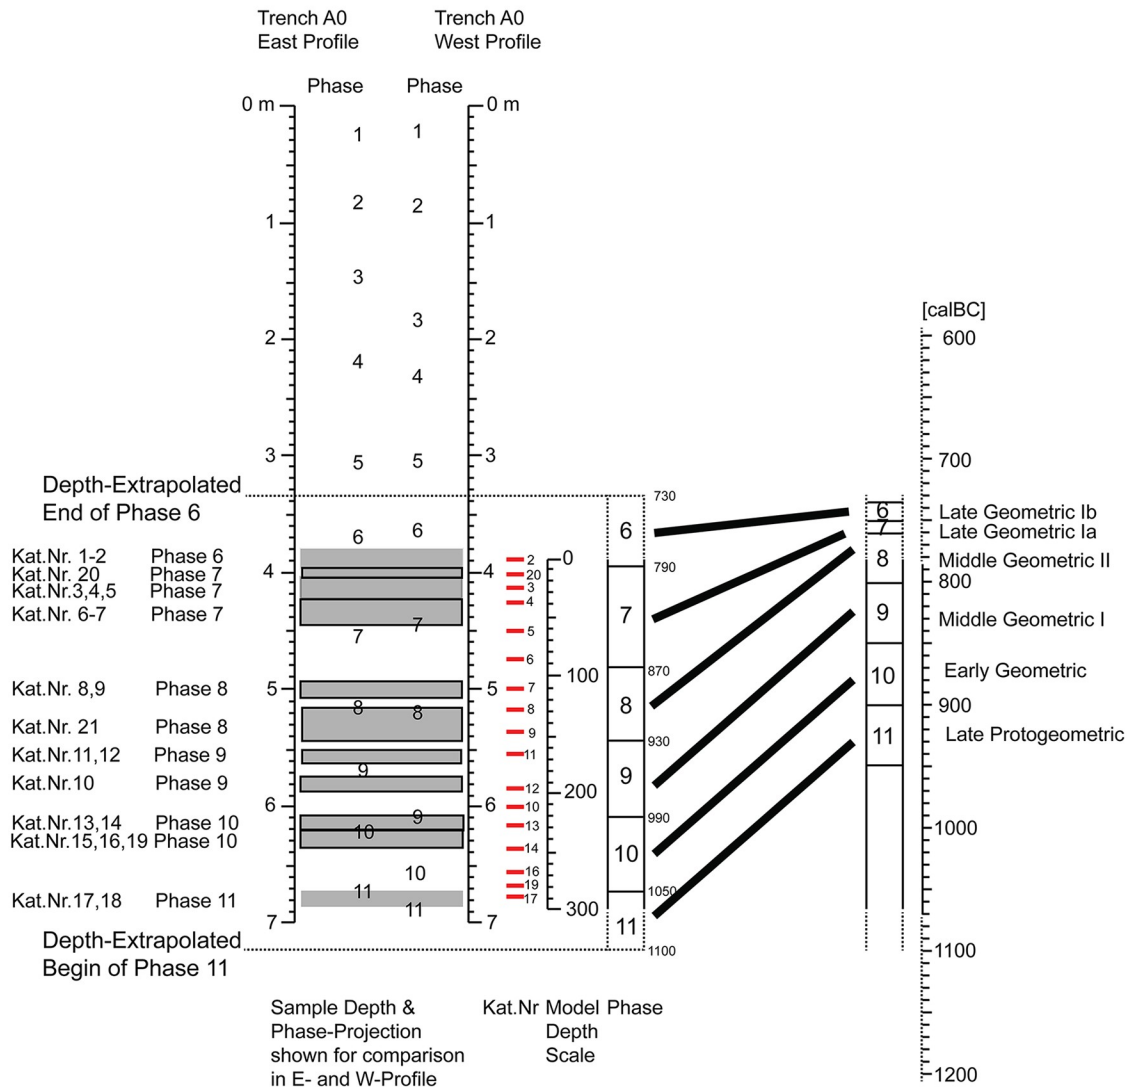 Trench A0
East Profile
Trench A0
West Profile
Phase
Phase
0 m
0 m
1
1
2
2
1
1
3
3
2
2
4
4
[calBC]
600
3
5
5
3
700
Depth-Extrapolated
End of Phase 6
730
6
6
6
6
Late Geometric Ib
7
Late Geometric Ia
Kat.Nr. 1-2 Phase 6
2
0
790
8
Middle Geometric II
Kat.Nr. 20 Phase 7
4
4
20
800
Kat.Nr.3,4,5 Phase 7
3
4
Kat.Nr. 6-7 Phase 7
7
7
5
7
9
Middle Geometric I
6
870
10
Early Geometric
100
Kat.Nr. 8,9 Phase 8
5
5
7
8
8
8
8
900
Kat.Nr. 21 Phase 8
9
930
11
Late Protogeometric
Kat.Nr.11,12 Phase 9
11
9
9
Kat.Nr.10 Phase 9
12
200
6
9
6
10
990
Kat.Nr.13,14 Phase 10
13
1000
Kat.Nr.15,16,19 Phase 10
10
14
10
10
16
11
19
1050
Kat.Nr.17,18 Phase 11
17
11
300
7
7
11
Depth-Extrapolated
Begin of Phase 11
1100
1100
Sample Depth &
Phase-Projection
shown for comparison
in E- and W-Profile
Kat.Nr Model Phase
Depth
Scale
1200